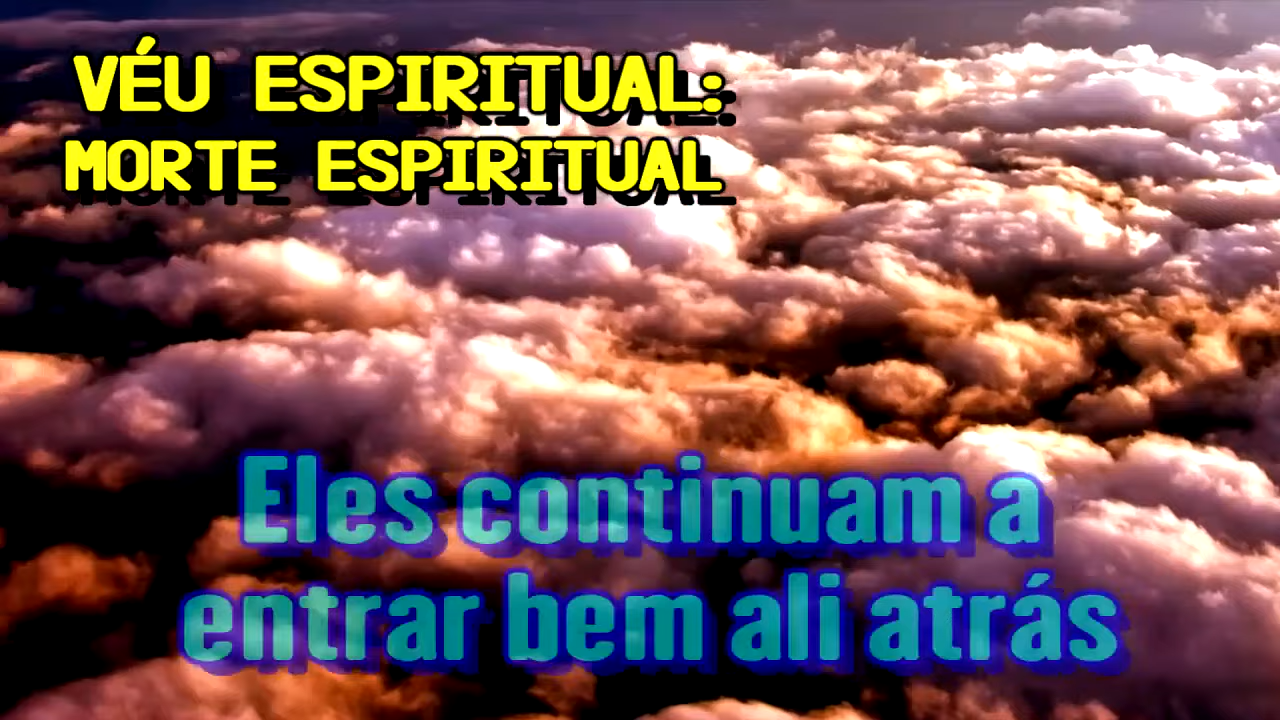 VÉU ESPIRITUAL:
MORTE ESPIRITUAL
Eles continuam a
entrar bem ali atrás